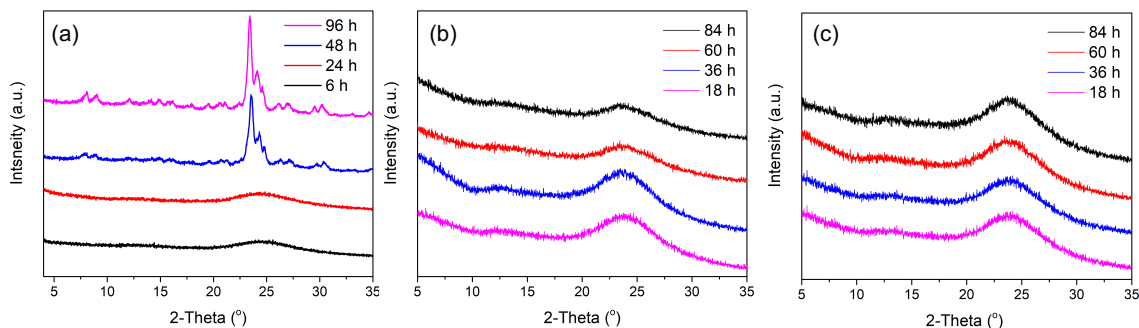 (a)
96 h
48 h
24 h
6 h
Intsneity (a.u.)
5 10 15 20 25 30 35
2-Theta (°)
(b)
84 h
60 h
36 h
18 h
Intensity (a.u.)
5 10 15 20 25 30 35
2-Theta (°)
(c)
84 h
60 h
36 h
18 h
Intensity (a.u.)
5 10 15 20 25 30 35
2-Theta (°)